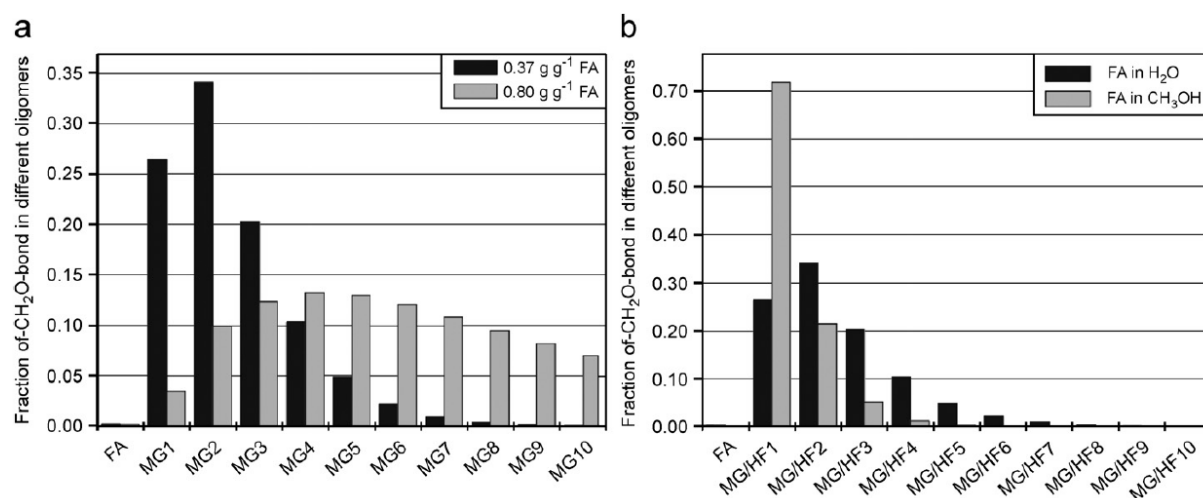 a
Fraction of-CH₂O-bond in different oligomers
0.35
0.30
0.25
0.20
0.15
0.10
0.05
0.00
0.37 g g⁻¹ FA
0.80 g g⁻¹ FA
FA
MG1
MG2
MG3
MG4
MG5
MG6
MG7
MG8
MG9
MG10
b
Fraction of-CH₂O-bond in different oligomers
0.70
0.60
0.50
0.40
0.30
0.20
0.10
0.00
FA in H₂O
FA in CH₃OH
FA
MG/HF1
MG/HF2
MG/HF3
MG/HF4
MG/HF5
MG/HF6
MG/HF7
MG/HF8
MG/HF9
MG/HF10